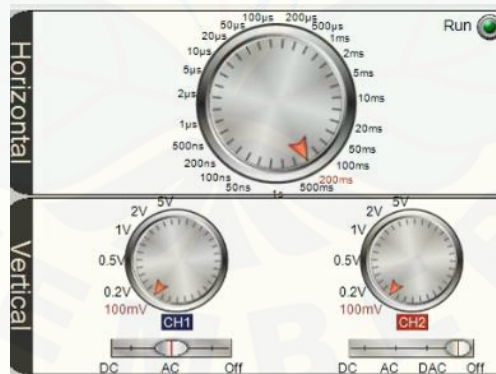 Horizontal
100µs 200µs
50µs 500µs
20µs 1ms
10µs 2ms
5µs 5ms
2µs 10ms
1µs 20ms
500ns 50ms
200ns 100ms
100ns 200ms
50ns 1s 500ms
Run
Vertical
5V
2V
1V
0.5V
0.2V
100mV
CH1
DC AC Off
5V
2V
1V
0.5V
0.2V
100mV
CH2
DC DAC Off